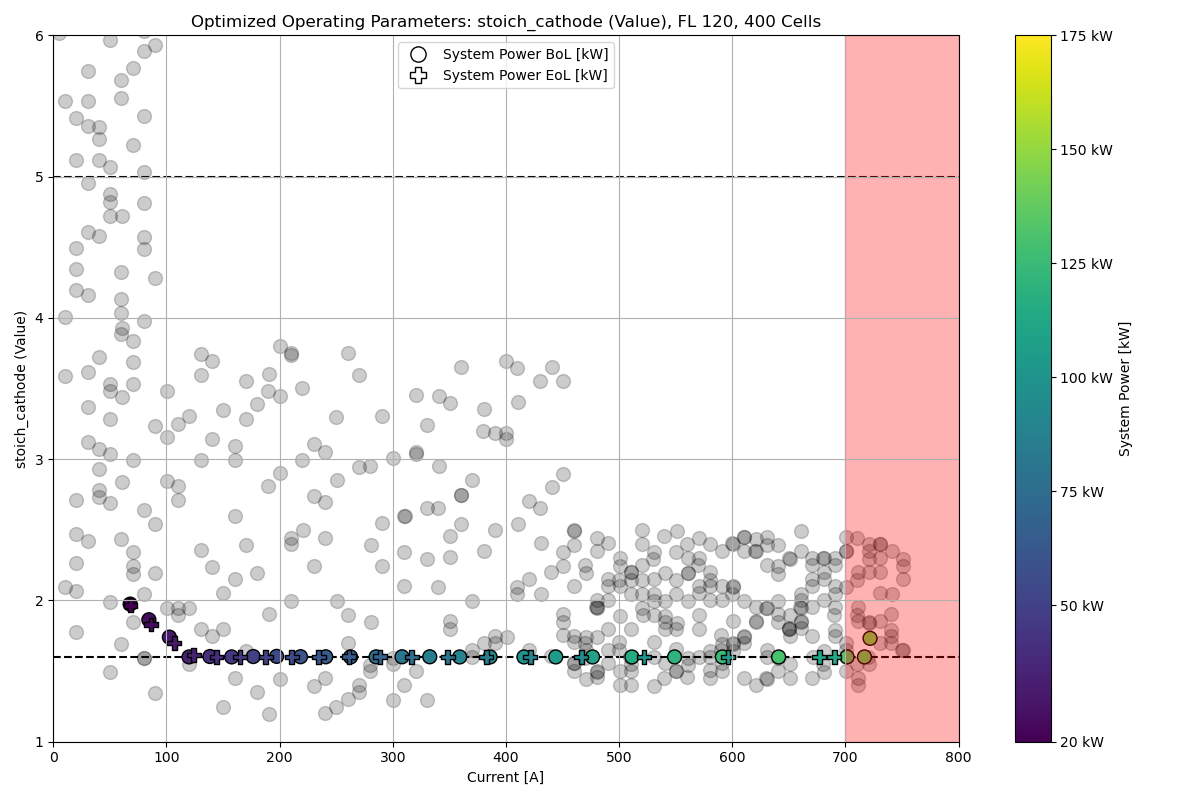 Optimized Operating Parameters: stoich_cathode (Value), FL 120, 400 Cells
System Power BoL [kW]
System Power EoL [kW]
stoich_cathode (Value)
6
5
4
3
2
1
0
100
200
300
400
500
600
700
800
Current [A]
175 kW
150 kW
125 kW
100 kW
75 kW
50 kW
20 kW
System Power [kW]